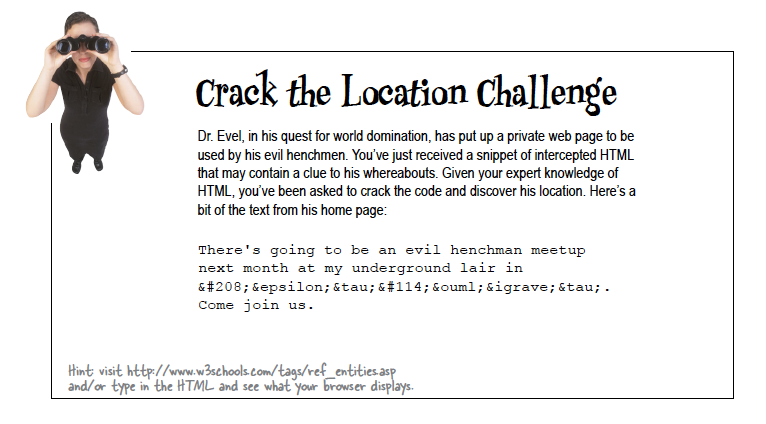 Crack the Location Challenge
Dr. Evel, in his quest for world domination, has put up a private web page to be
used by his evil henchmen. You've just received a snippet of intercepted HTML
that may contain a clue to his whereabouts. Given your expert knowledge of
HTML, you've been asked to crack the code and discover his location. Here's a
bit of the text from his home page:
There's going to be an evil henchman meetup
next month at my underground lair in
&#208;&epsilon;&tau;&#114;&ouml;&igrave;&tau;.
Come join us.
Hint: visit http://www.w3schools.com/tags/ref_entities.asp
and/or type in the HTML and see what your browser displays.